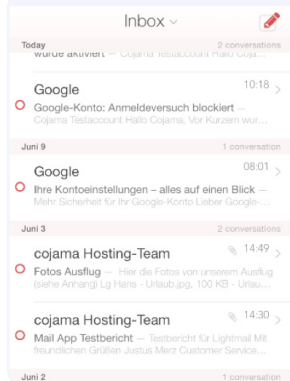 Inbox
Today 2 conversations
wurde aktiviert — Cojama Testaccount Hallo Coja...
Google 10:18
Google-Konto: Anmeldeversuch blockiert —
Cojama Testaccount Hallo Cojama, Vor Kurzem wur...
Juni 9 1 conversation
Google 08:01
Ihre Kontoeinstellungen – alles auf einen Blick —
Mehr Sicherheit für Ihr Google-Konto Lieber Google-...
Juni 3 2 conversations
cojama Hosting-Team 14:49
Fotos Ausflug — Hier die Fotos von unserem Ausflug
(siehe Anhang) Lg Hans - Urlaub.jpg, 100 KB - Urlau...
cojama Hosting-Team 14:30
Mail App Testbericht — Testbericht für Lightmail Mit
freundlichen Grüßen Justus Merz Customer Service...
Juni 2 1 conversation